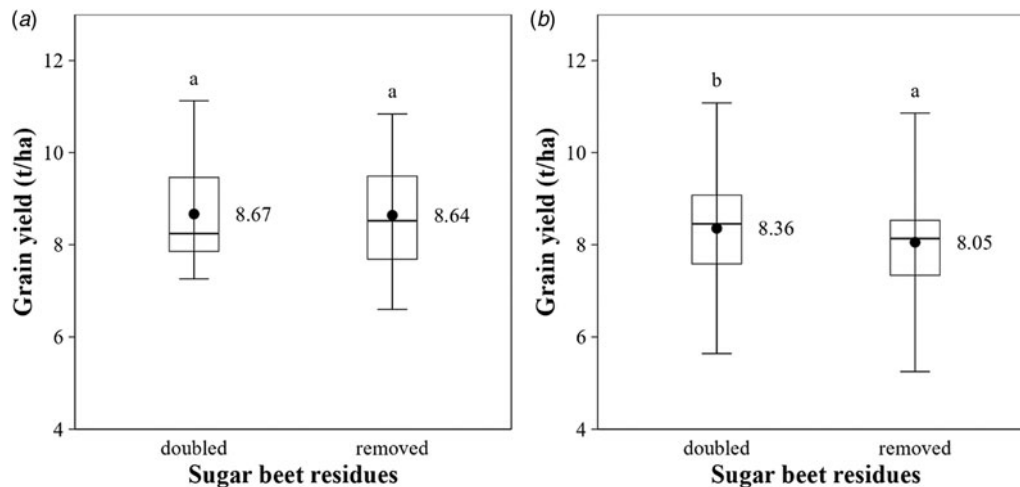 (a)
Grain yield (t/ha)
12
10
8
6
4
a
a
8.67
8.64
doubled
removed
Sugar beet residues
(b)
Grain yield (t/ha)
12
10
8
6
4
b
a
8.36
8.05
doubled
removed
Sugar beet residues